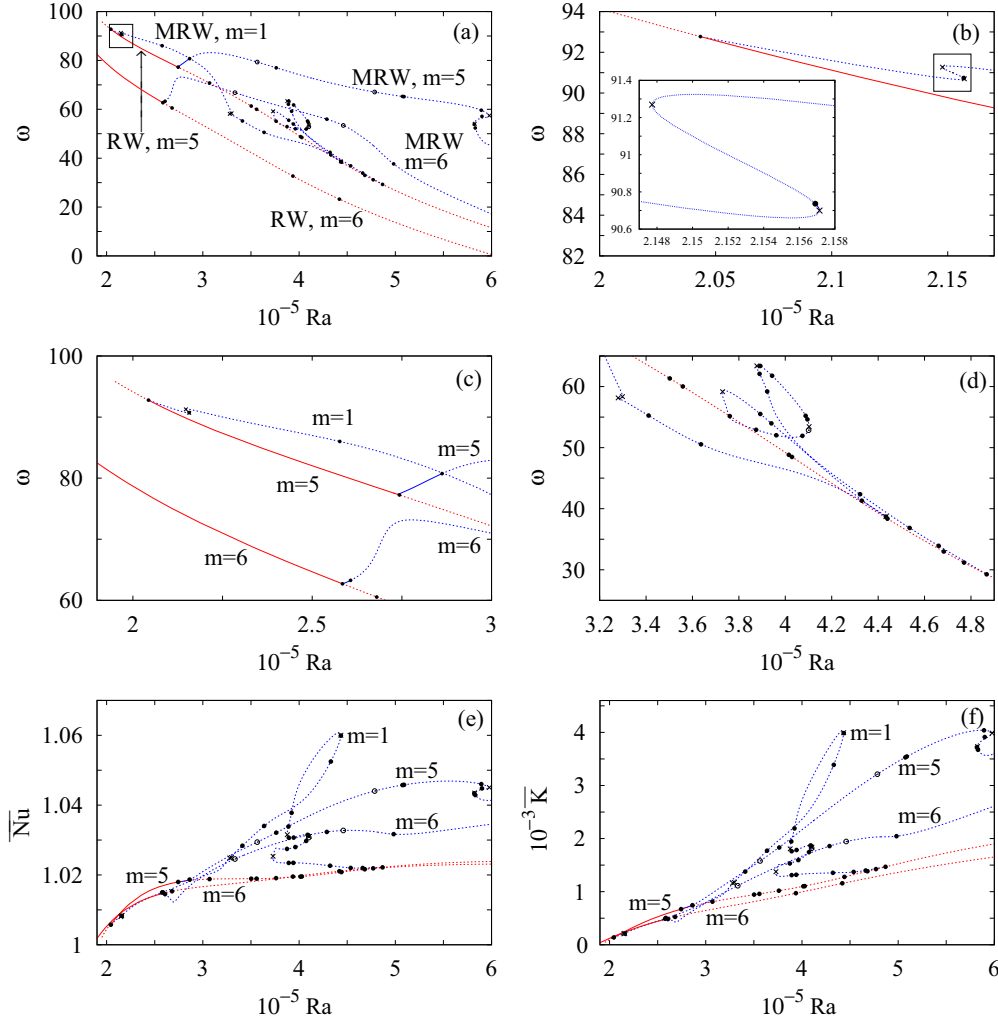 (a)
MRW, m=1
MRW, m=5
MRW
m=6
RW, m=5
RW, m=6
ω
100
80
60
40
20
0
2 3 4 5 6
10⁻⁵ Ra
(b)
ω
94
92
90
88
86
84
82
2 2.05 2.1 2.15
10⁻⁵ Ra
91.4
91.2
91
90.8
90.6
2.148 2.15 2.152 2.154 2.156 2.158
(c)
m=1
m=5
m=5
m=6
m=6
ω
100
80
60
2 2.5 3
10⁻⁵ Ra
(d)
ω
60
50
40
30
3.2 3.4 3.6 3.8 4 4.2 4.4 4.6 4.8
10⁻⁵ Ra
(e)
m=1
m=5
m=6
m=5
m=6
N̅u̅
1.06
1.04
1.02
1
2 3 4 5 6
10⁻⁵ Ra
(f)
m=1
m=5
m=6
m=5
m=6
10⁻³ K̅
4
3
2
1
0
2 3 4 5 6
10⁻⁵ Ra